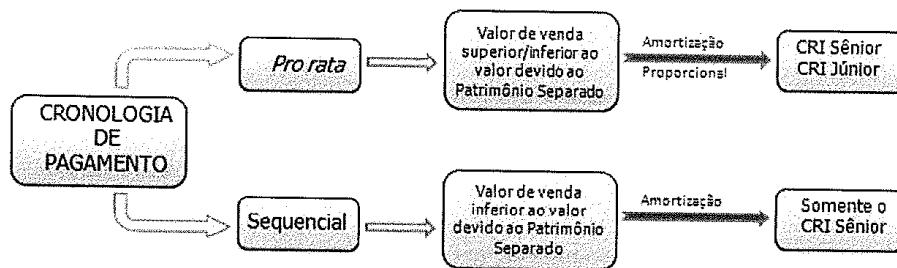 CRONOLOGIA
DE
PAGAMENTO
Pro rata
Valor de venda
superior/inferior ao
valor devido ao
Patrimônio Separado
Amortização
Proporcional
CRI Sênior
CRI Júnior
Sequencial
Valor de venda
inferior ao valor
devido ao Patrimônio
Separado
Amortização
Somente o
CRI Sênior